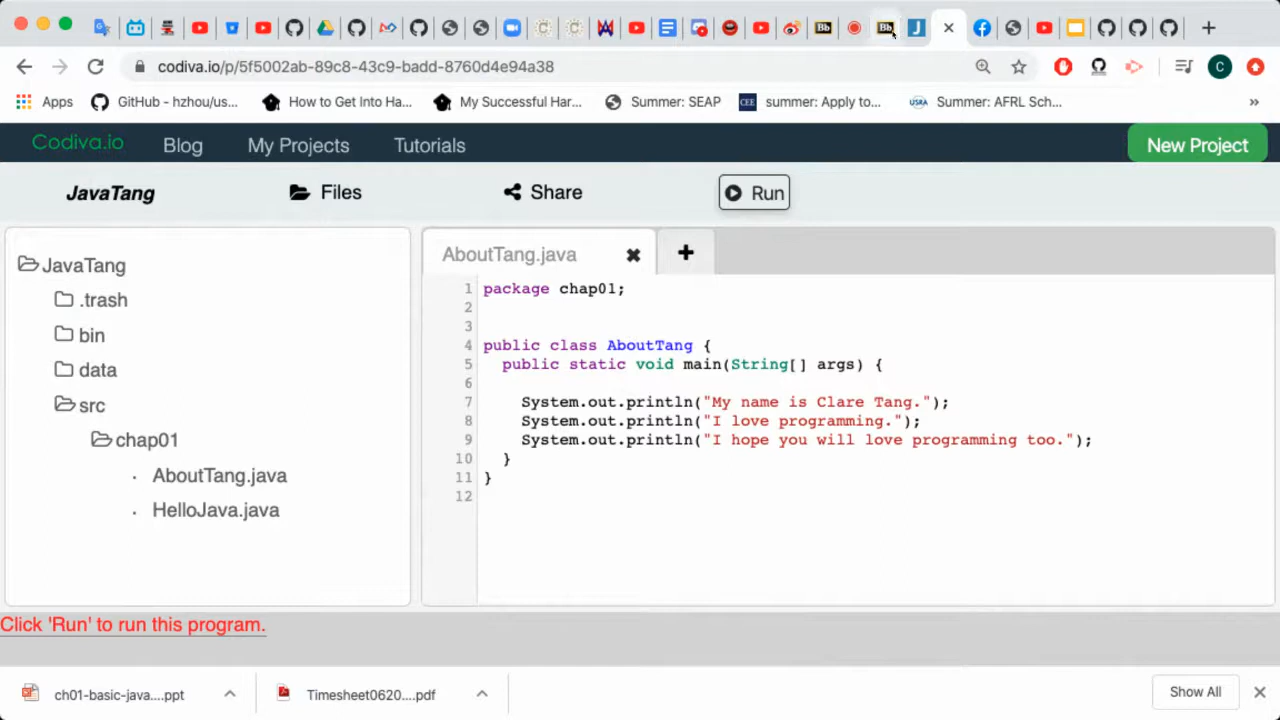 codiva.io/p/5f5002ab-89c8-43c9-badd-8760d4e94a38
Apps GitHub - hzhou/us... How to Get Into Ha... My Successful Har... Summer: SEAP CEE summer: Apply to... USRA Summer: AFRL Sch... »
Codiva.io Blog My Projects Tutorials New Project
JavaTang Files Share Run
JavaTang
.trash
bin
data
src
chap01
AboutTang.java
HelloJava.java
AboutTang.java
1 package chap01;
2
3
4 public class AboutTang {
5 public static void main(String[] args) {
6
7 System.out.println("My name is Clare Tang.");
8 System.out.println("I love programming.");
9 System.out.println("I hope you will love programming too.");
10 }
11 }
12
Click 'Run' to run this program.
ch01-basic-java....ppt Timesheet0620....pdf Show All